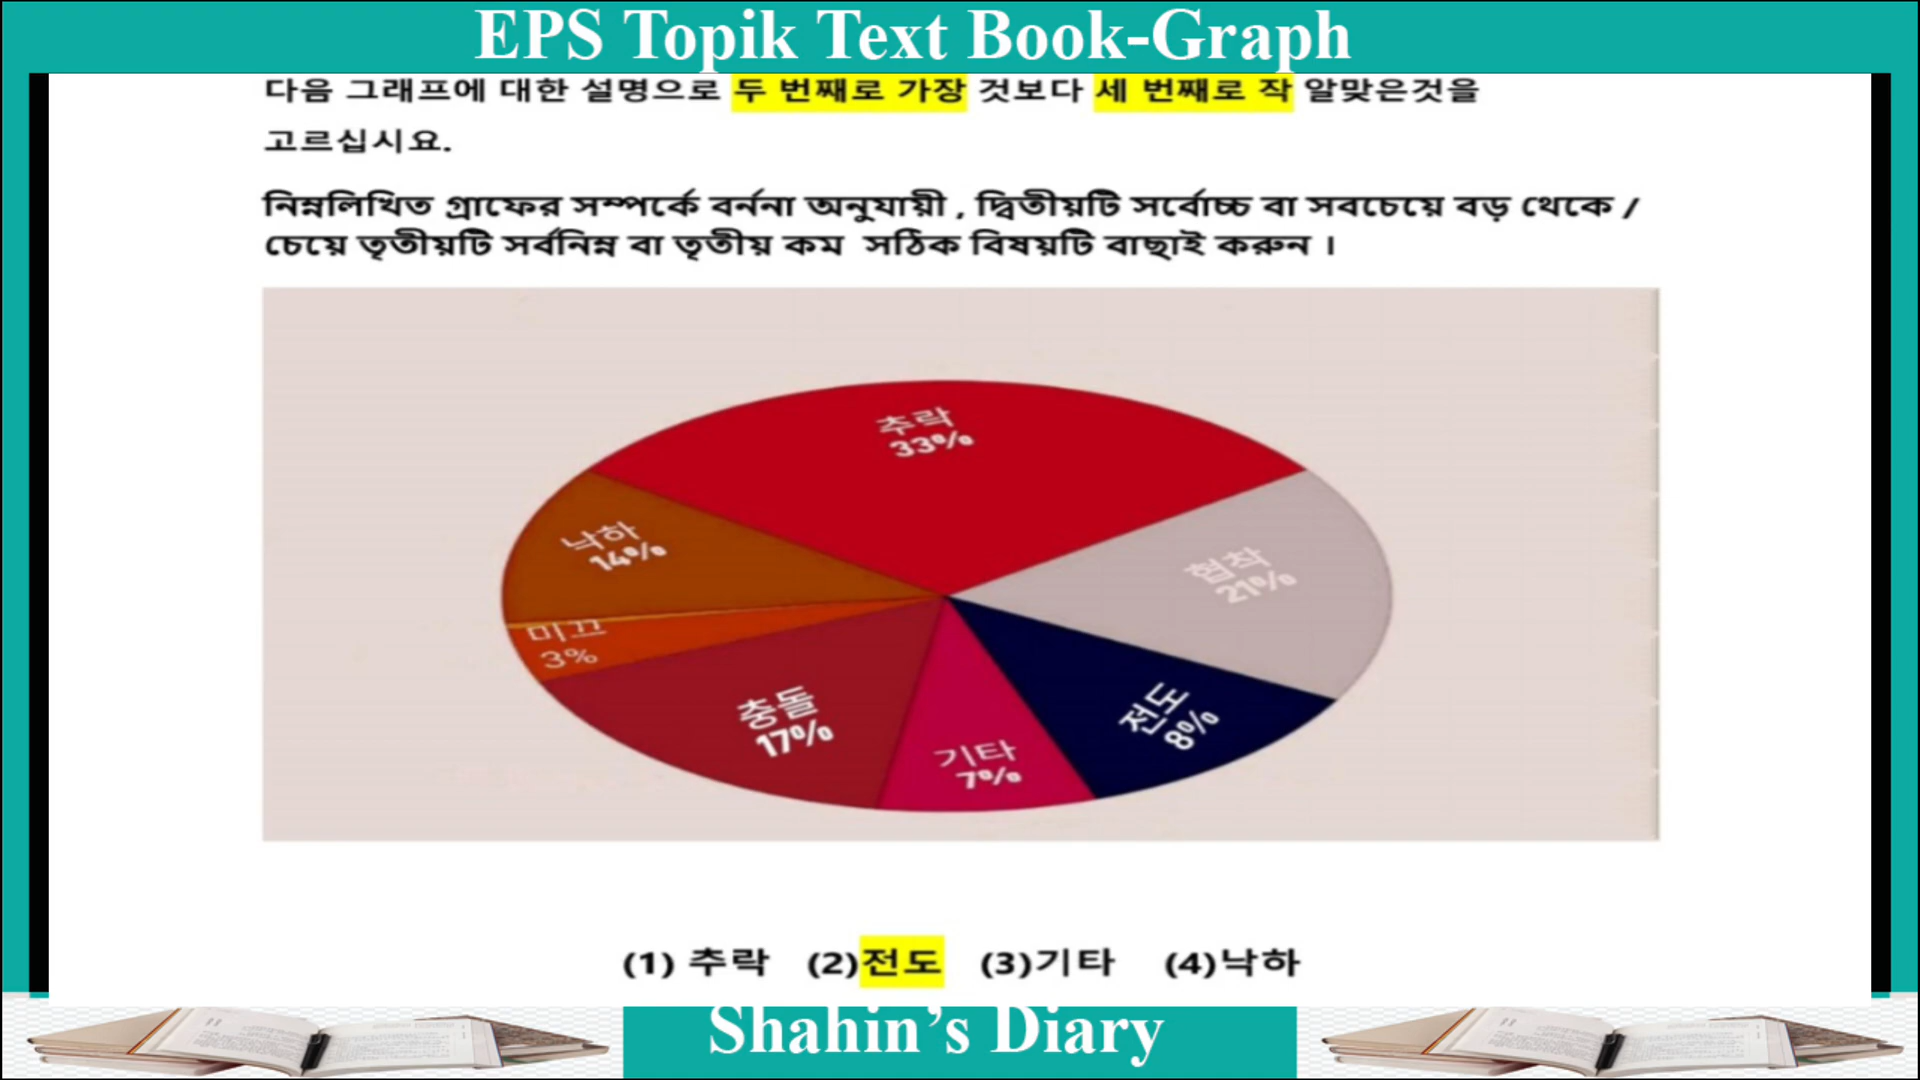 EPS Topik Text Book-Graph
다음 그래프에 대한 설명으로 두 번째로 가장 것보다 세 번째로 작 알맞은것을
고르십시요.
নিম্নলিখিত গ্রাফের সম্পর্কে বর্ননা অনুযায়ী , দ্বিতীয়টি সর্বোচ্চ বা সবচেয়ে বড় থেকে /
চেয়ে তৃতীয়টি সর্বনিম্ন বা তৃতীয় কম সঠিক বিষয়টি বাছাই করুন ।
추락
33%
낙하
14%
협착
21%
미끄
3%
충돌
17%
전도
8%
기타
7%
(1) 추락 (2)전도 (3)기타 (4)낙하
Shahin’s Diary